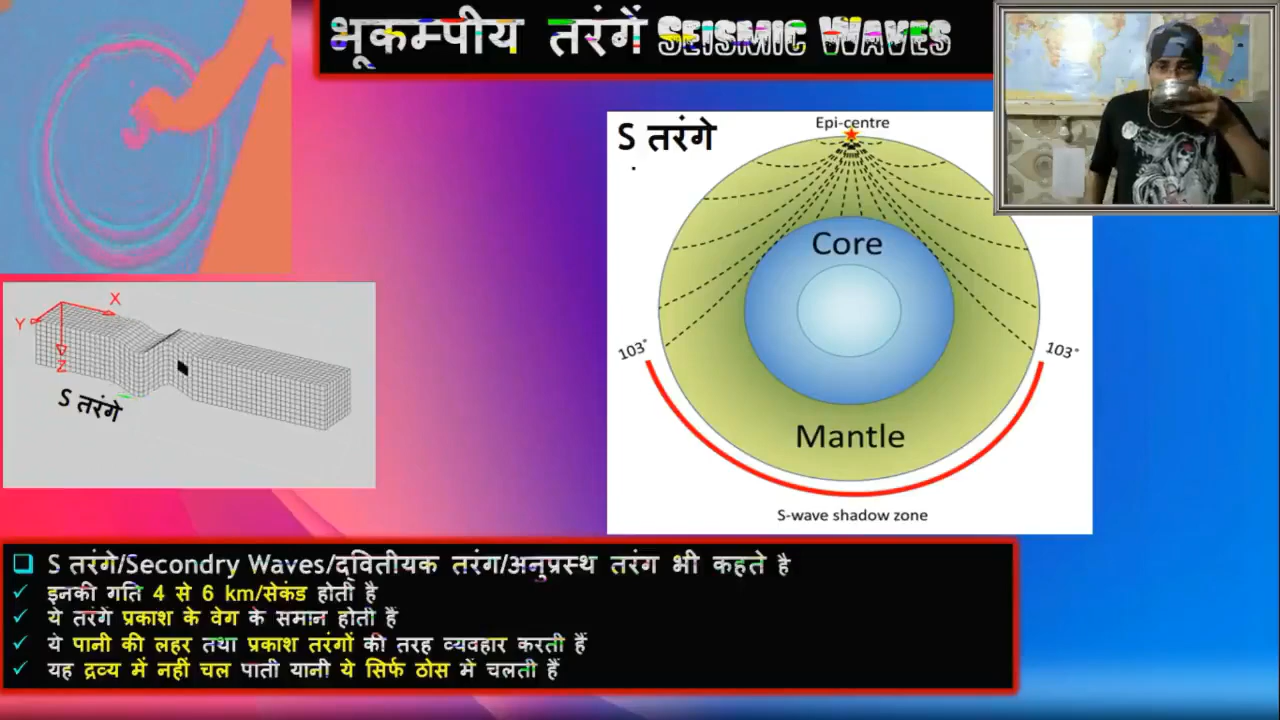 भूकम्पीय तरंगें SEISMIC WAVES
S तरंगे
Epi-centre
Core
103°
103°
Mantle
S-wave shadow zone
X
Y
Z
S तरंगे
S तरंगे/Secondry Waves/द्वितीयक तरंग/अनुप्रस्थ तरंग भी कहते है
इनकी गति 4 से 6 km/सेकंड होती है
ये तरंगें प्रकाश के वेग के समान होती हैं
ये पानी की लहर तथा प्रकाश तरंगों की तरह व्यवहार करती हैं
यह द्रव्य में नहीं चल पाती यानी ये सिर्फ ठोस में चलती हैं